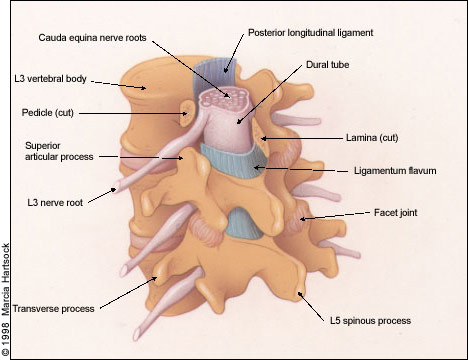 Cauda equina nerve roots
Posterior longitudinal ligament
Dural tube
L3 vertebral body
Pedicle (cut)
Lamina (cut)
Superior
articular process
Ligamentum flavum
L3 nerve root
Facet joint
Transverse process
L5 spinous process
© 1998 Marcia Hartsock